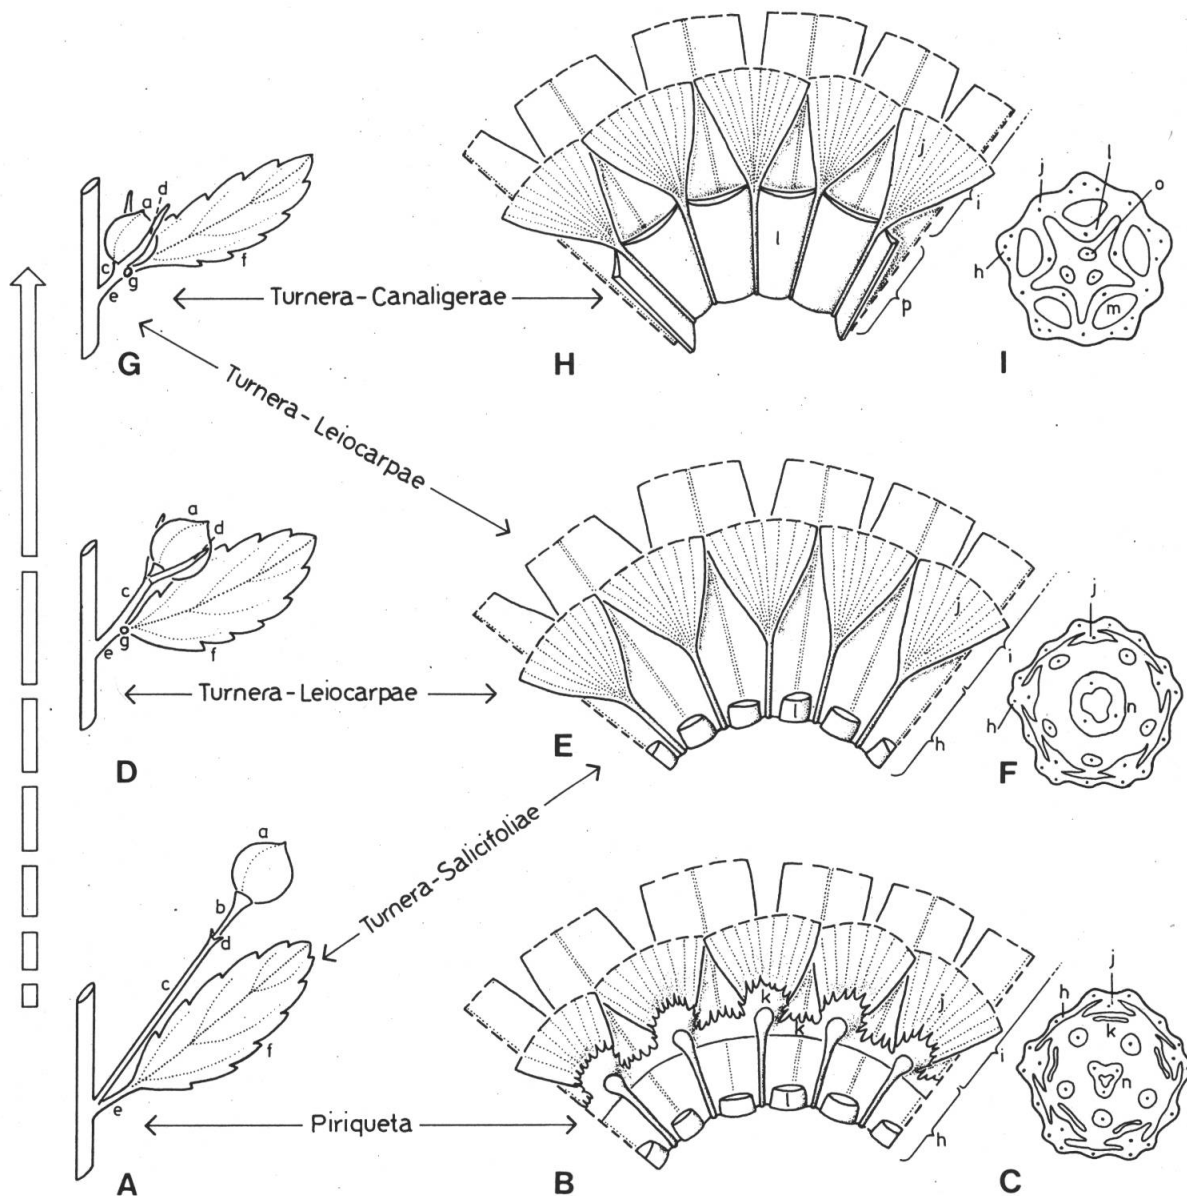 d
a
c
g
e
f
Turnera-Canaligerae
j
i
l
p
j
l
o
h
m
G
H
I
Turnera-Leiocarpae
a
d
c
g
e
f
Turnera-Leiocarpae
j
l
i
h
j
n
h
D
E
F
Turnera-Salicifoliae
a
b
d
c
f
e
Piriqueta
k
j
k
i
l
h
j
h
k
n
A
B
C